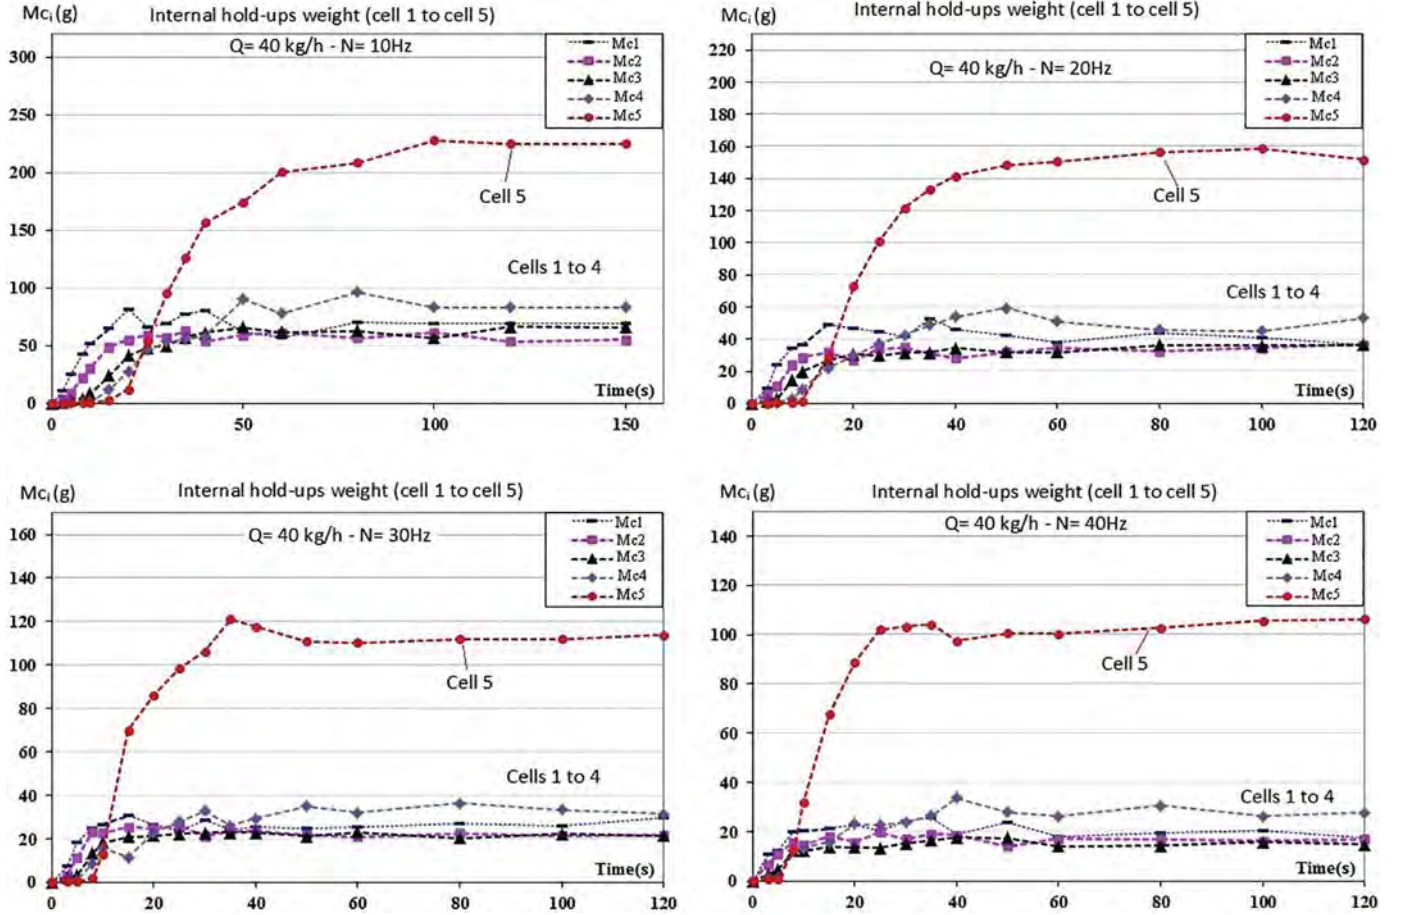 Mcᵢ(g)
Internal hold-ups weight (cell 1 to cell 5)
Q= 40 kg/h - N= 10Hz
Mc1
Mc2
Mc3
Mc4
Mc5
300
250
200
150
100
50
0
Cell 5
Cells 1 to 4
Time(s)
0 50 100 150
Mcᵢ(g)
Internal hold-ups weight (cell 1 to cell 5)
Q= 40 kg/h - N= 20Hz
Mc1
Mc2
Mc3
Mc4
Mc5
220
200
180
160
140
120
100
80
60
40
20
0
Cell 5
Cells 1 to 4
Time(s)
0 20 40 60 80 100 120
Mcᵢ(g)
Internal hold-ups weight (cell 1 to cell 5)
Q= 40 kg/h - N= 30Hz
Mc1
Mc2
Mc3
Mc4
Mc5
160
140
120
100
80
60
40
20
0
Cell 5
Cells 1 to 4
Time(s)
0 20 40 60 80 100 120
Mcᵢ(g)
Internal hold-ups weight (cell 1 to cell 5)
Q= 40 kg/h - N= 40Hz
Mc1
Mc2
Mc3
Mc4
Mc5
140
120
100
80
60
40
20
0
Cell 5
Cells 1 to 4
Time(s)
0 20 40 60 80 100 120